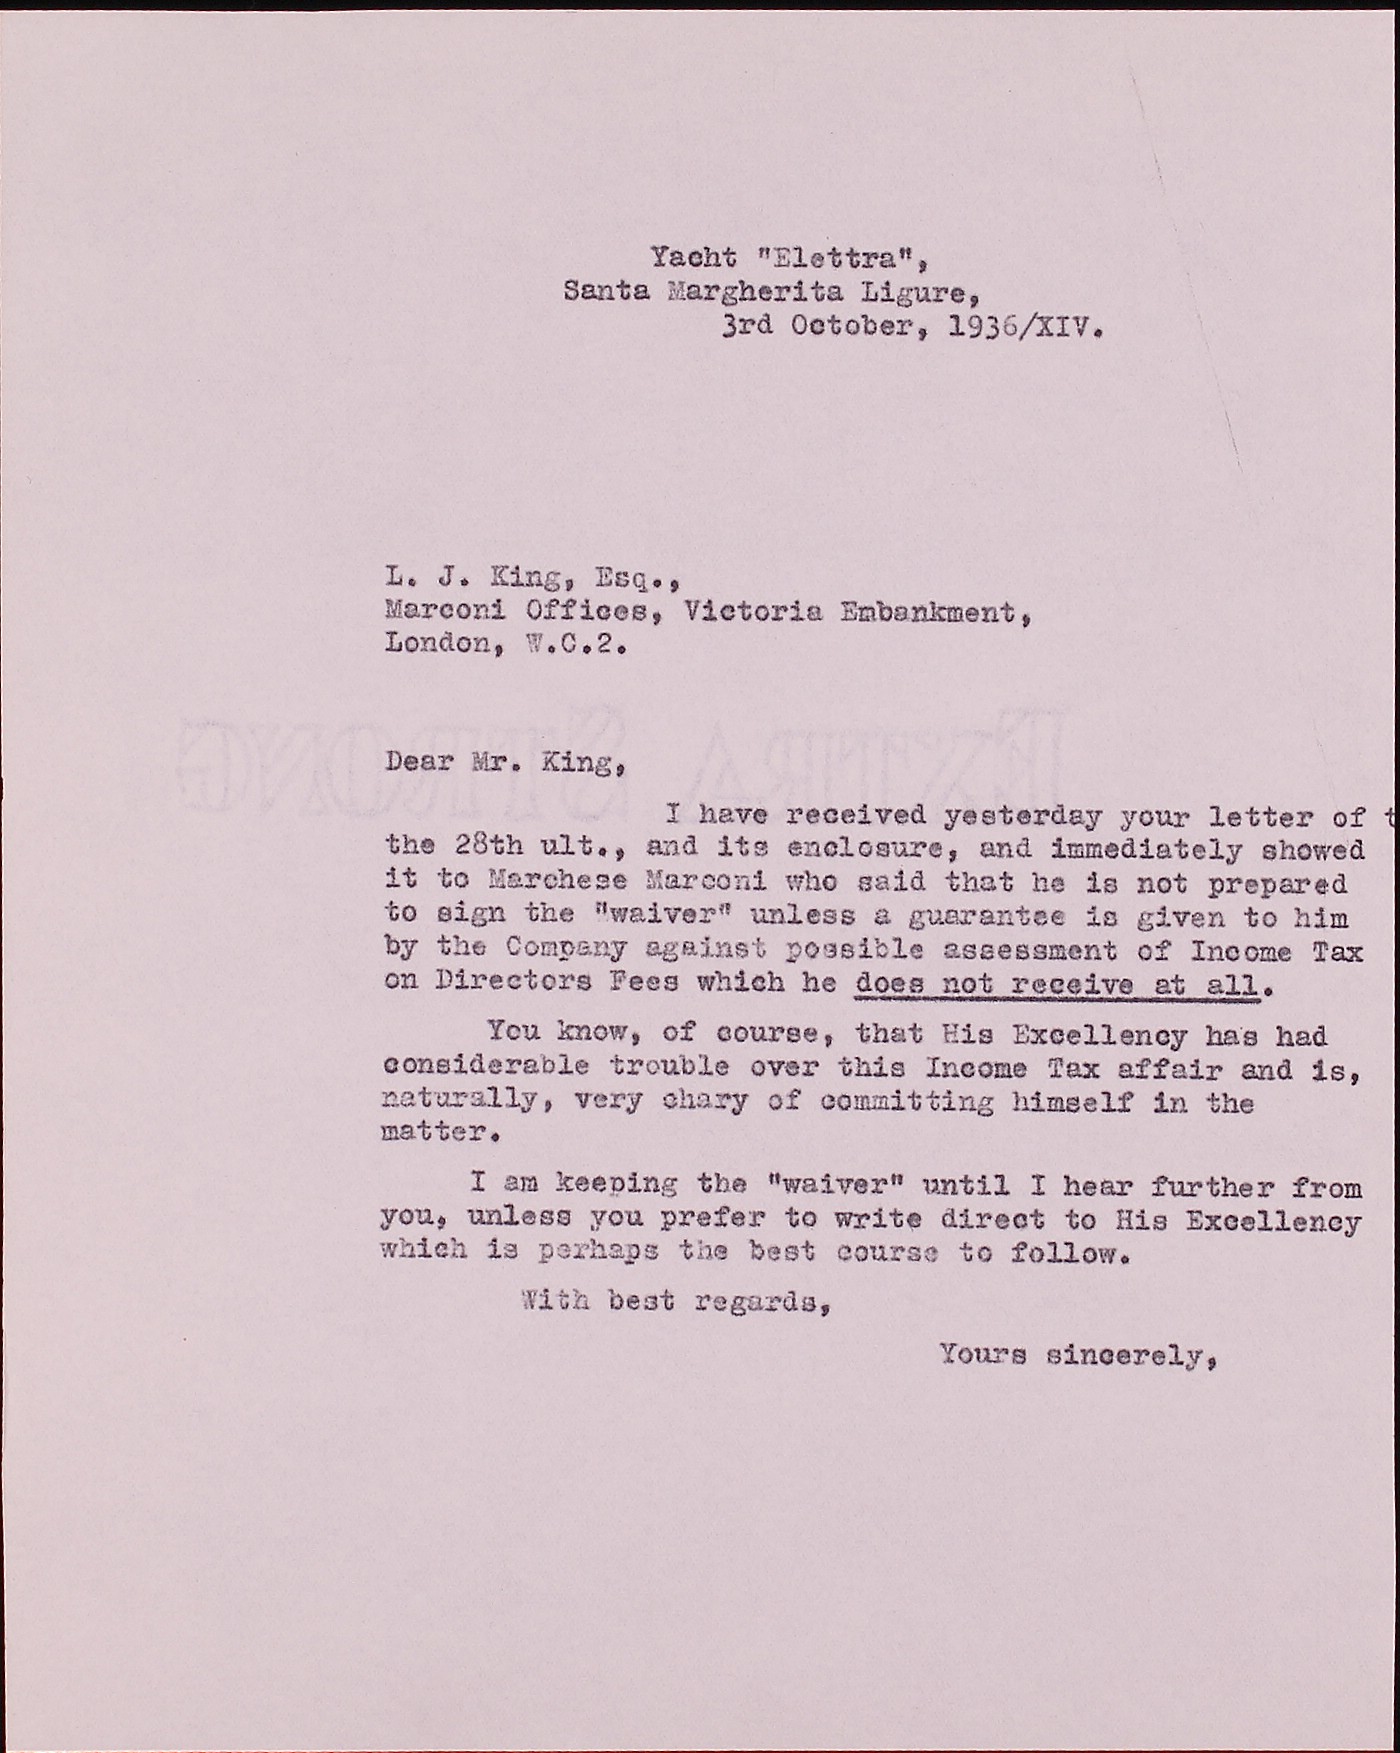 Yacht "Elettra",
Santa Margherita Ligure,
3rd October, 1936/XIV.
L. J. King, Esq.,
Marconi Offices, Victoria Embankment,
London, W.C.2.
EXTRA STRONG
Dear Mr. King,
I have received yesterday your letter of t
the 28th ult., and its enclosure, and immediately showed
it to Marchese Marconi who said that he is not prepared
to sign the "waiver" unless a guarantee is given to him
by the Company against possible assessment of Income Tax
on Directors Fees which he does not receive at all.
You know, of course, that His Excellency has had
considerable trouble over this Income Tax affair and is,
naturally, very chary of committing himself in the
matter.
I am keeping the "waiver" until I hear further from
you, unless you prefer to write direct to His Excellency
which is perhaps the best course to follow.
With best regards,
Yours sincerely,